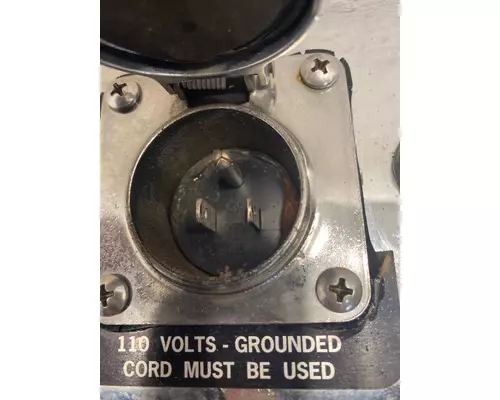 110 VOLTS - GROUNDED
CORD MUST BE USED